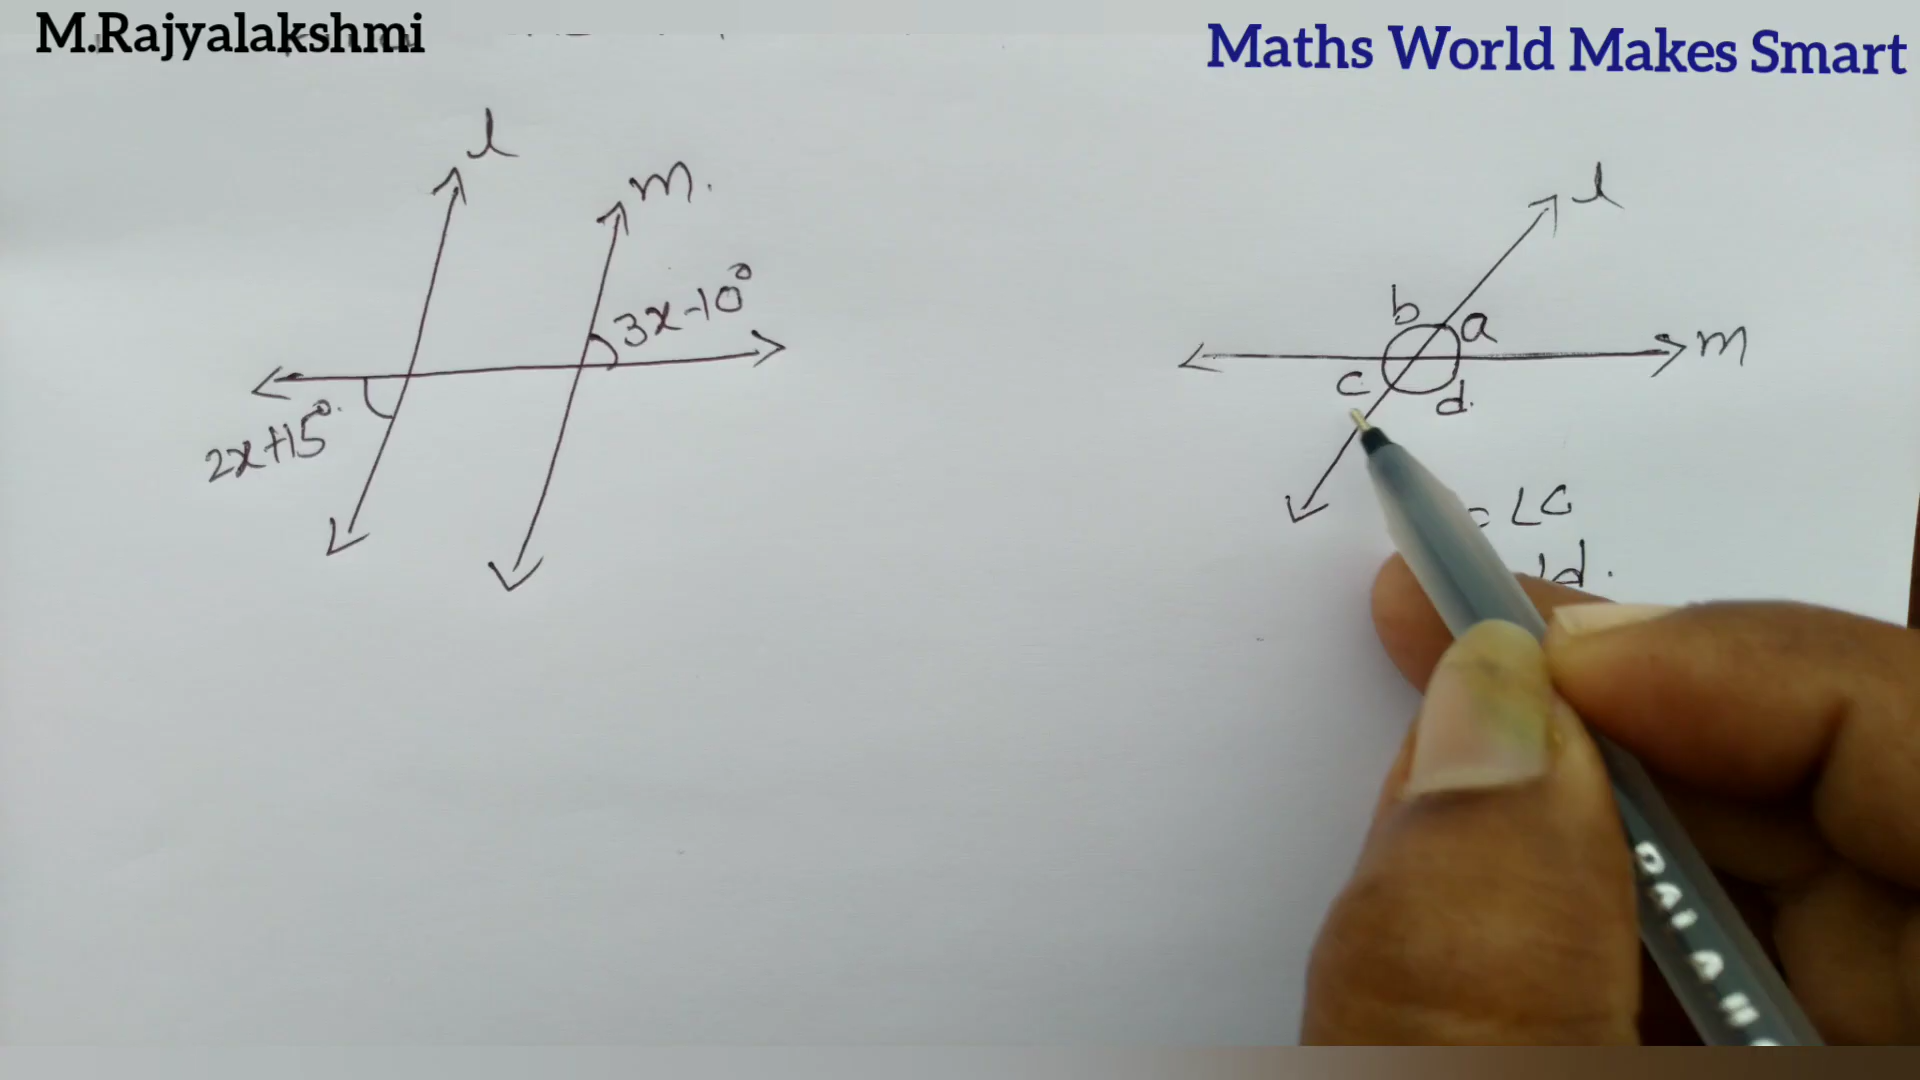 M.Rajyalakshmi
Maths World Makes Smart
l
m.
3x-10°
2x+15°
l
b
a
m
c
d.
= ∠C
∠d.